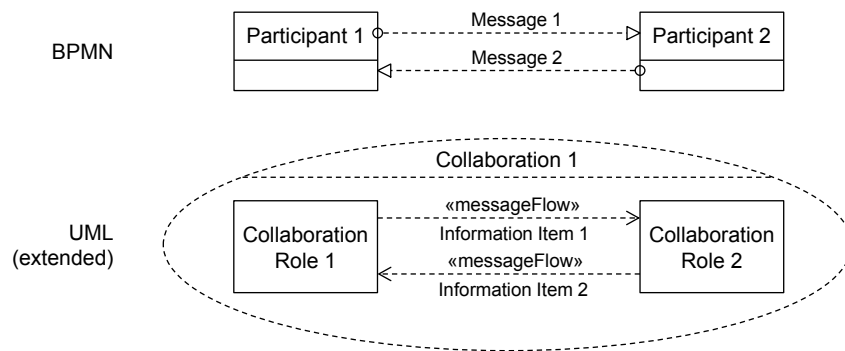 BPMN
Participant 1
Message 1
Participant 2
Message 2
Collaboration 1
UML
(extended)
Collaboration
Role 1
«messageFlow»
Information Item 1
«messageFlow»
Information Item 2
Collaboration
Role 2